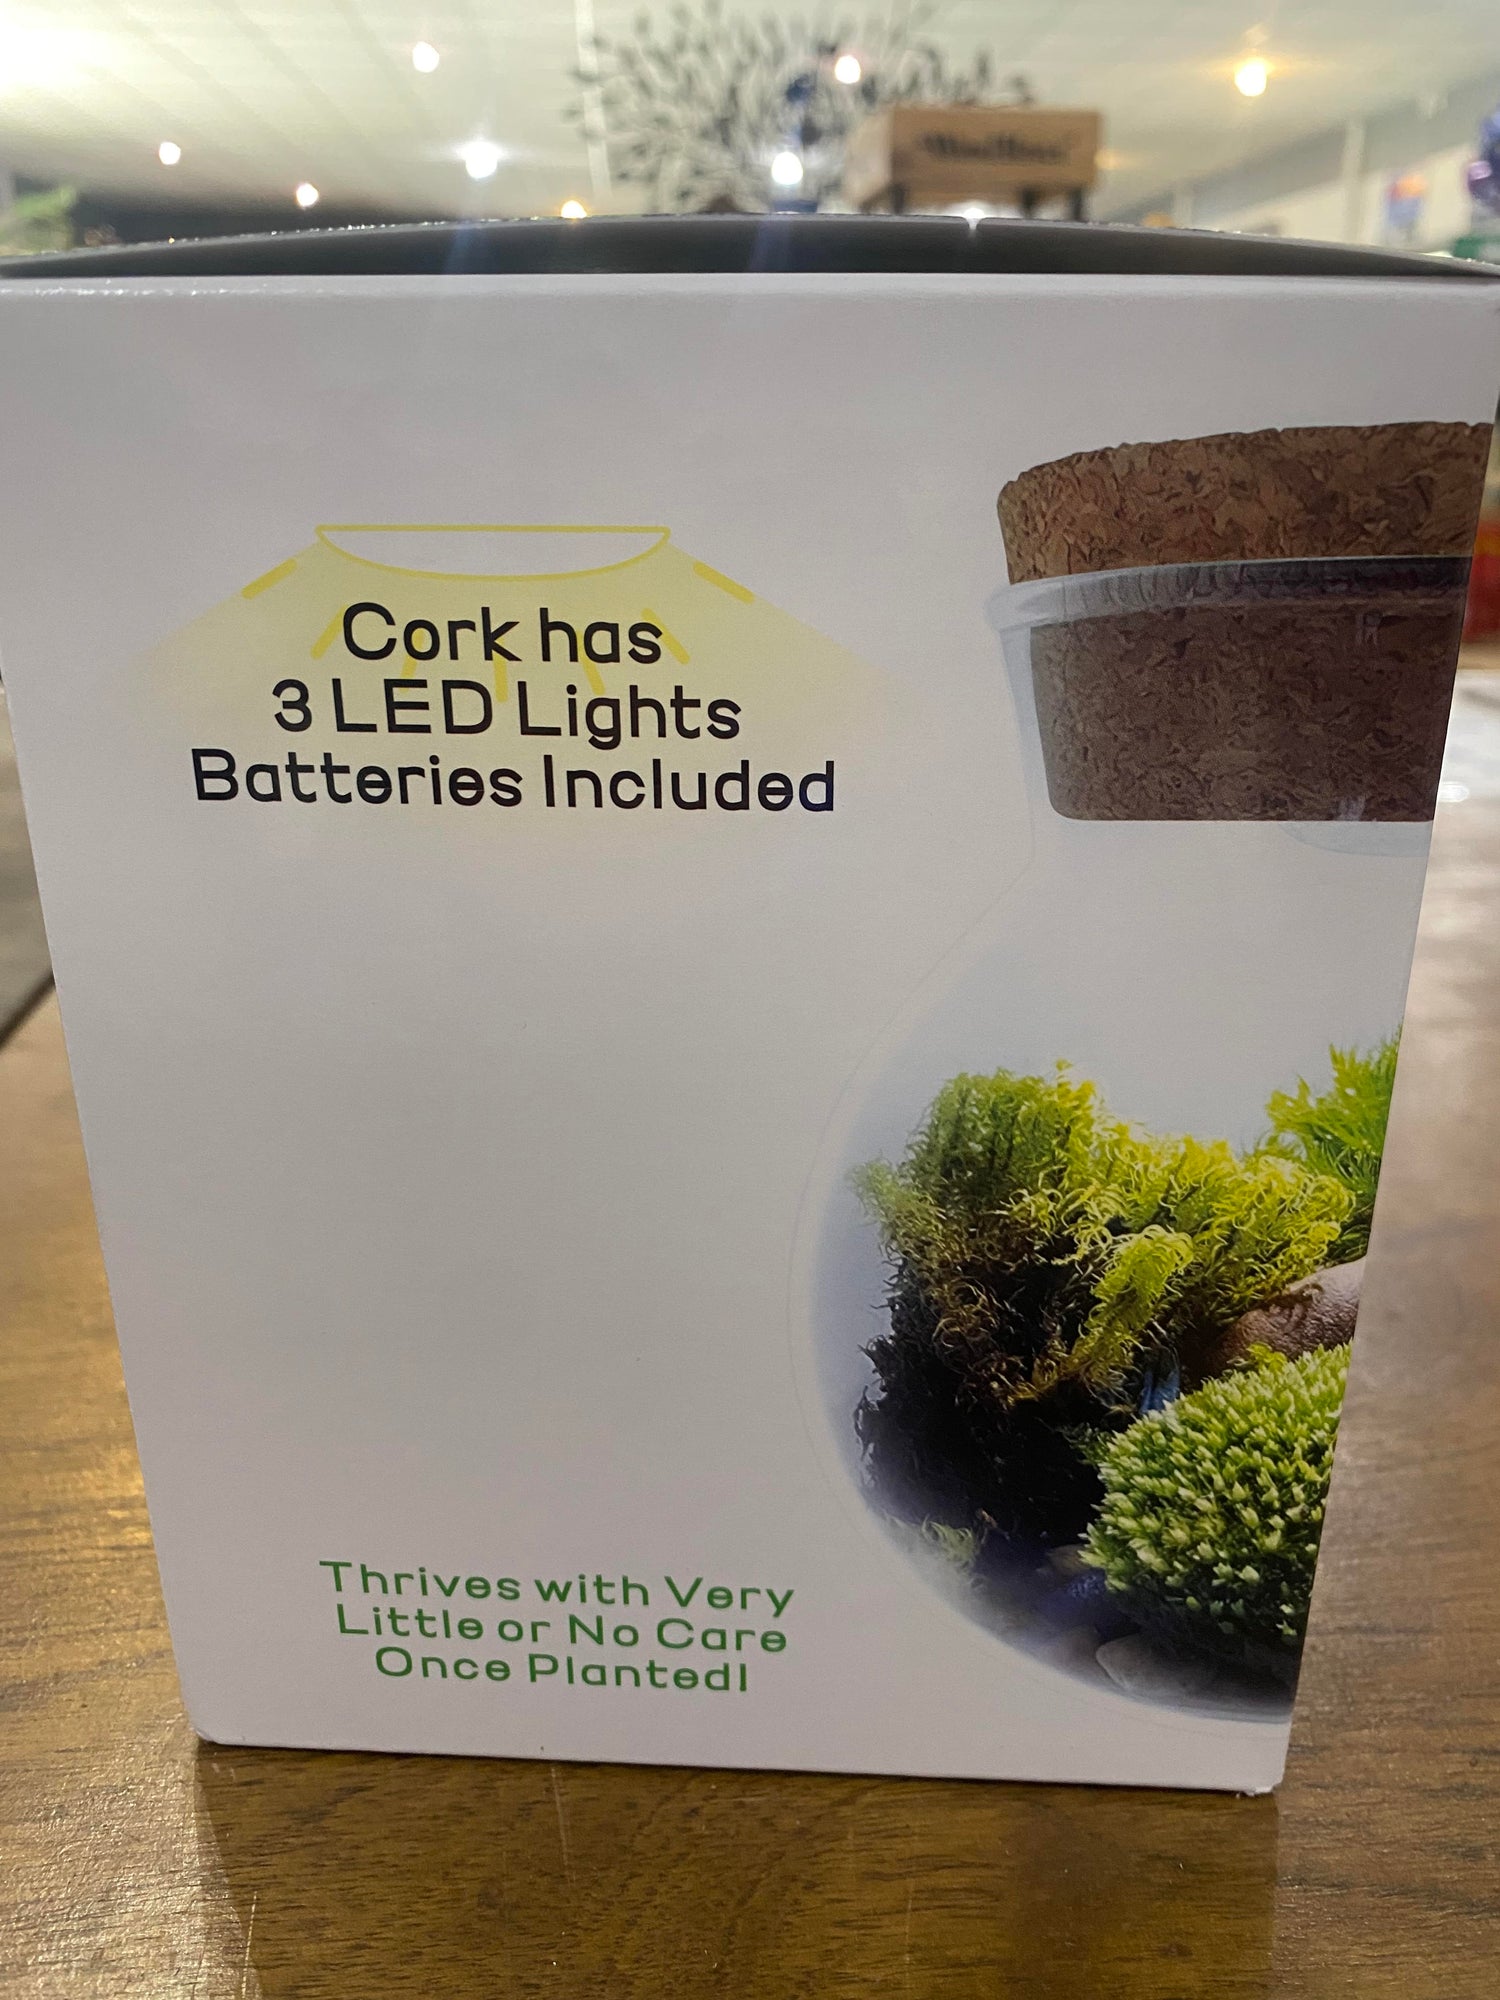 Cork has
3 LED Lights
Batteries Included
Thrives with Very
Little or No Care
Once Planted!